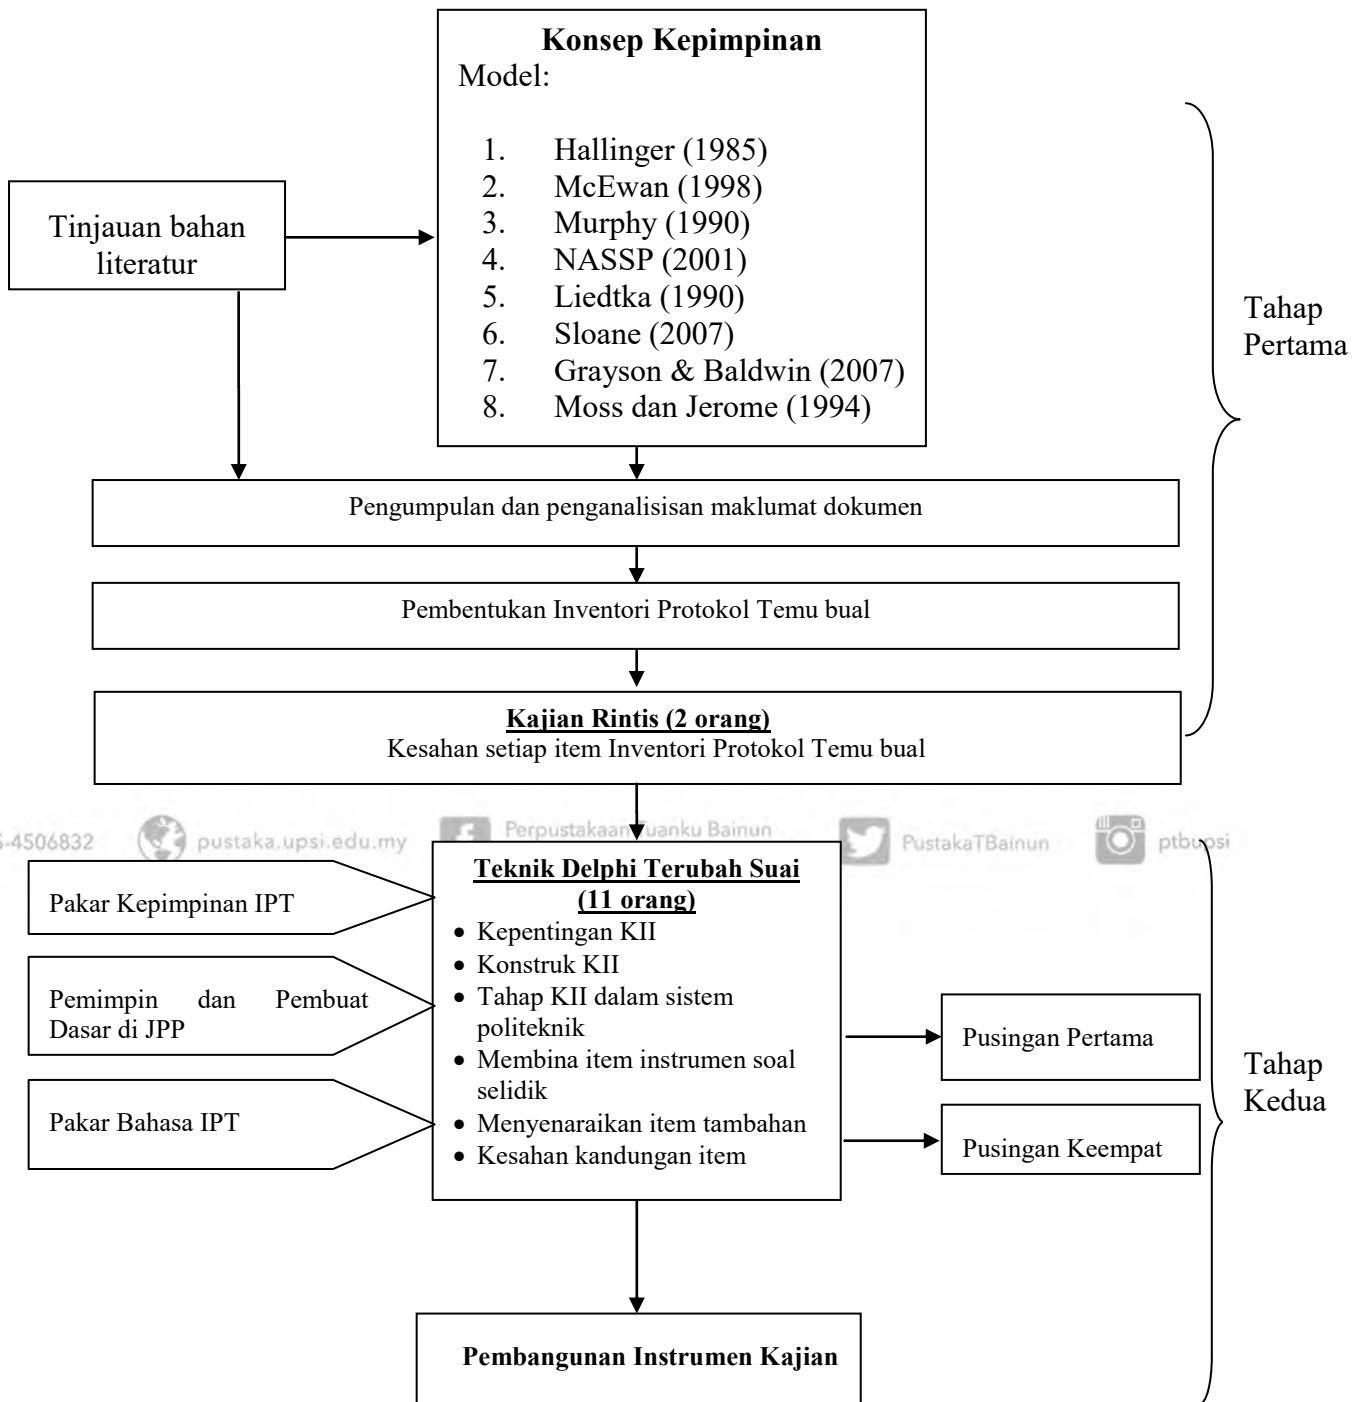 Konsep Kepimpinan
Model:
1. Hallinger (1985)
2. McEwan (1998)
3. Murphy (1990)
4. NASSP (2001)
5. Liedtka (1990)
6. Sloane (2007)
7. Grayson & Baldwin (2007)
8. Moss dan Jerome (1994)
Tinjauan bahan
literatur
Tahap
Pertama
Pengumpulan dan penganalisisan maklumat dokumen
Pembentukan Inventori Protokol Temu bual
Kajian Rintis (2 orang)
Kesahan setiap item Inventori Protokol Temu bual
-4506832
pustaka.upsi.edu.my
Perpustakaan Tuanku Bainun
PustakaTBainun
ptbupsi
Pakar Kepimpinan IPT
Pemimpin dan Pembuat
Dasar di JPP
Pakar Bahasa IPT
Teknik Delphi Terubah Suai
(11 orang)
• Kepentingan KII
• Konstruk KII
• Tahap KII dalam sistem
politeknik
• Membina item instrumen soal
selidik
• Menyenaraikan item tambahan
• Kesahan kandungan item
Pusingan Pertama
Pusingan Keempat
Tahap
Kedua
Pembangunan Instrumen Kajian